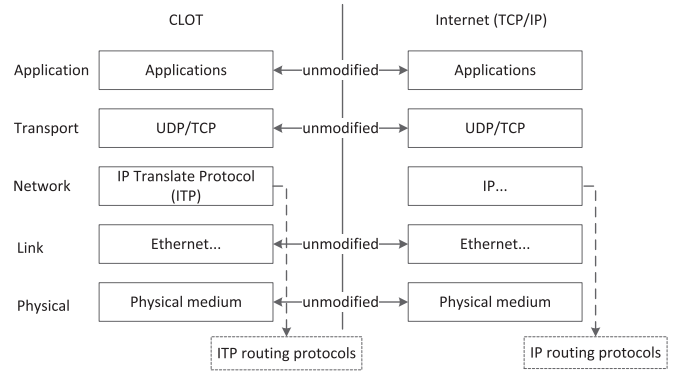 CLOT
Internet (TCP/IP)
Application
Applications
unmodified
Applications
Transport
UDP/TCP
unmodified
UDP/TCP
Network
IP Translate Protocol
(ITP)
IP...
Link
Ethernet...
unmodified
Ethernet...
Physical
Physical medium
unmodified
Physical medium
ITP routing protocols
IP routing protocols